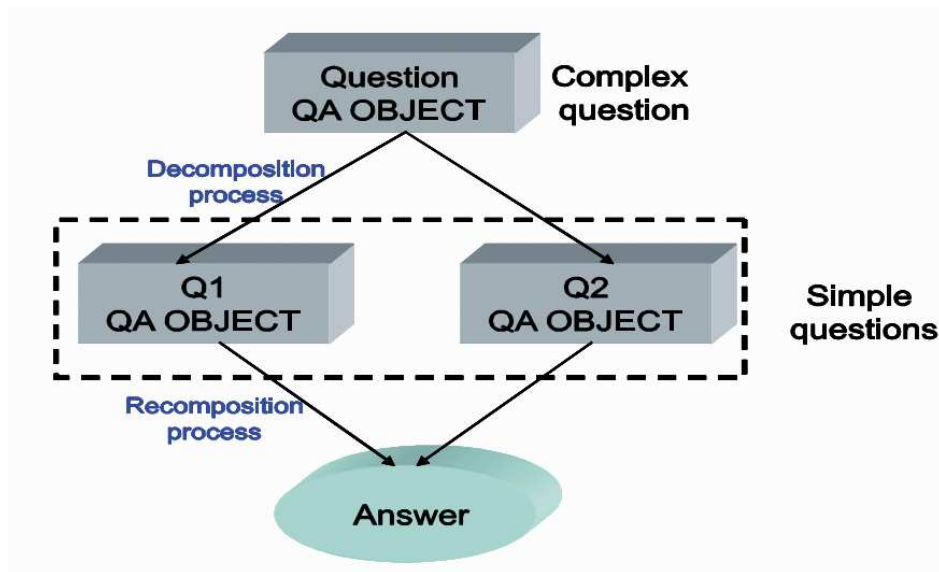 Question
QA OBJECT
Complex
question
Decomposition
process
Q1
QA OBJECT
Q2
QA OBJECT
Simple
questions
Recomposition
process
Answer